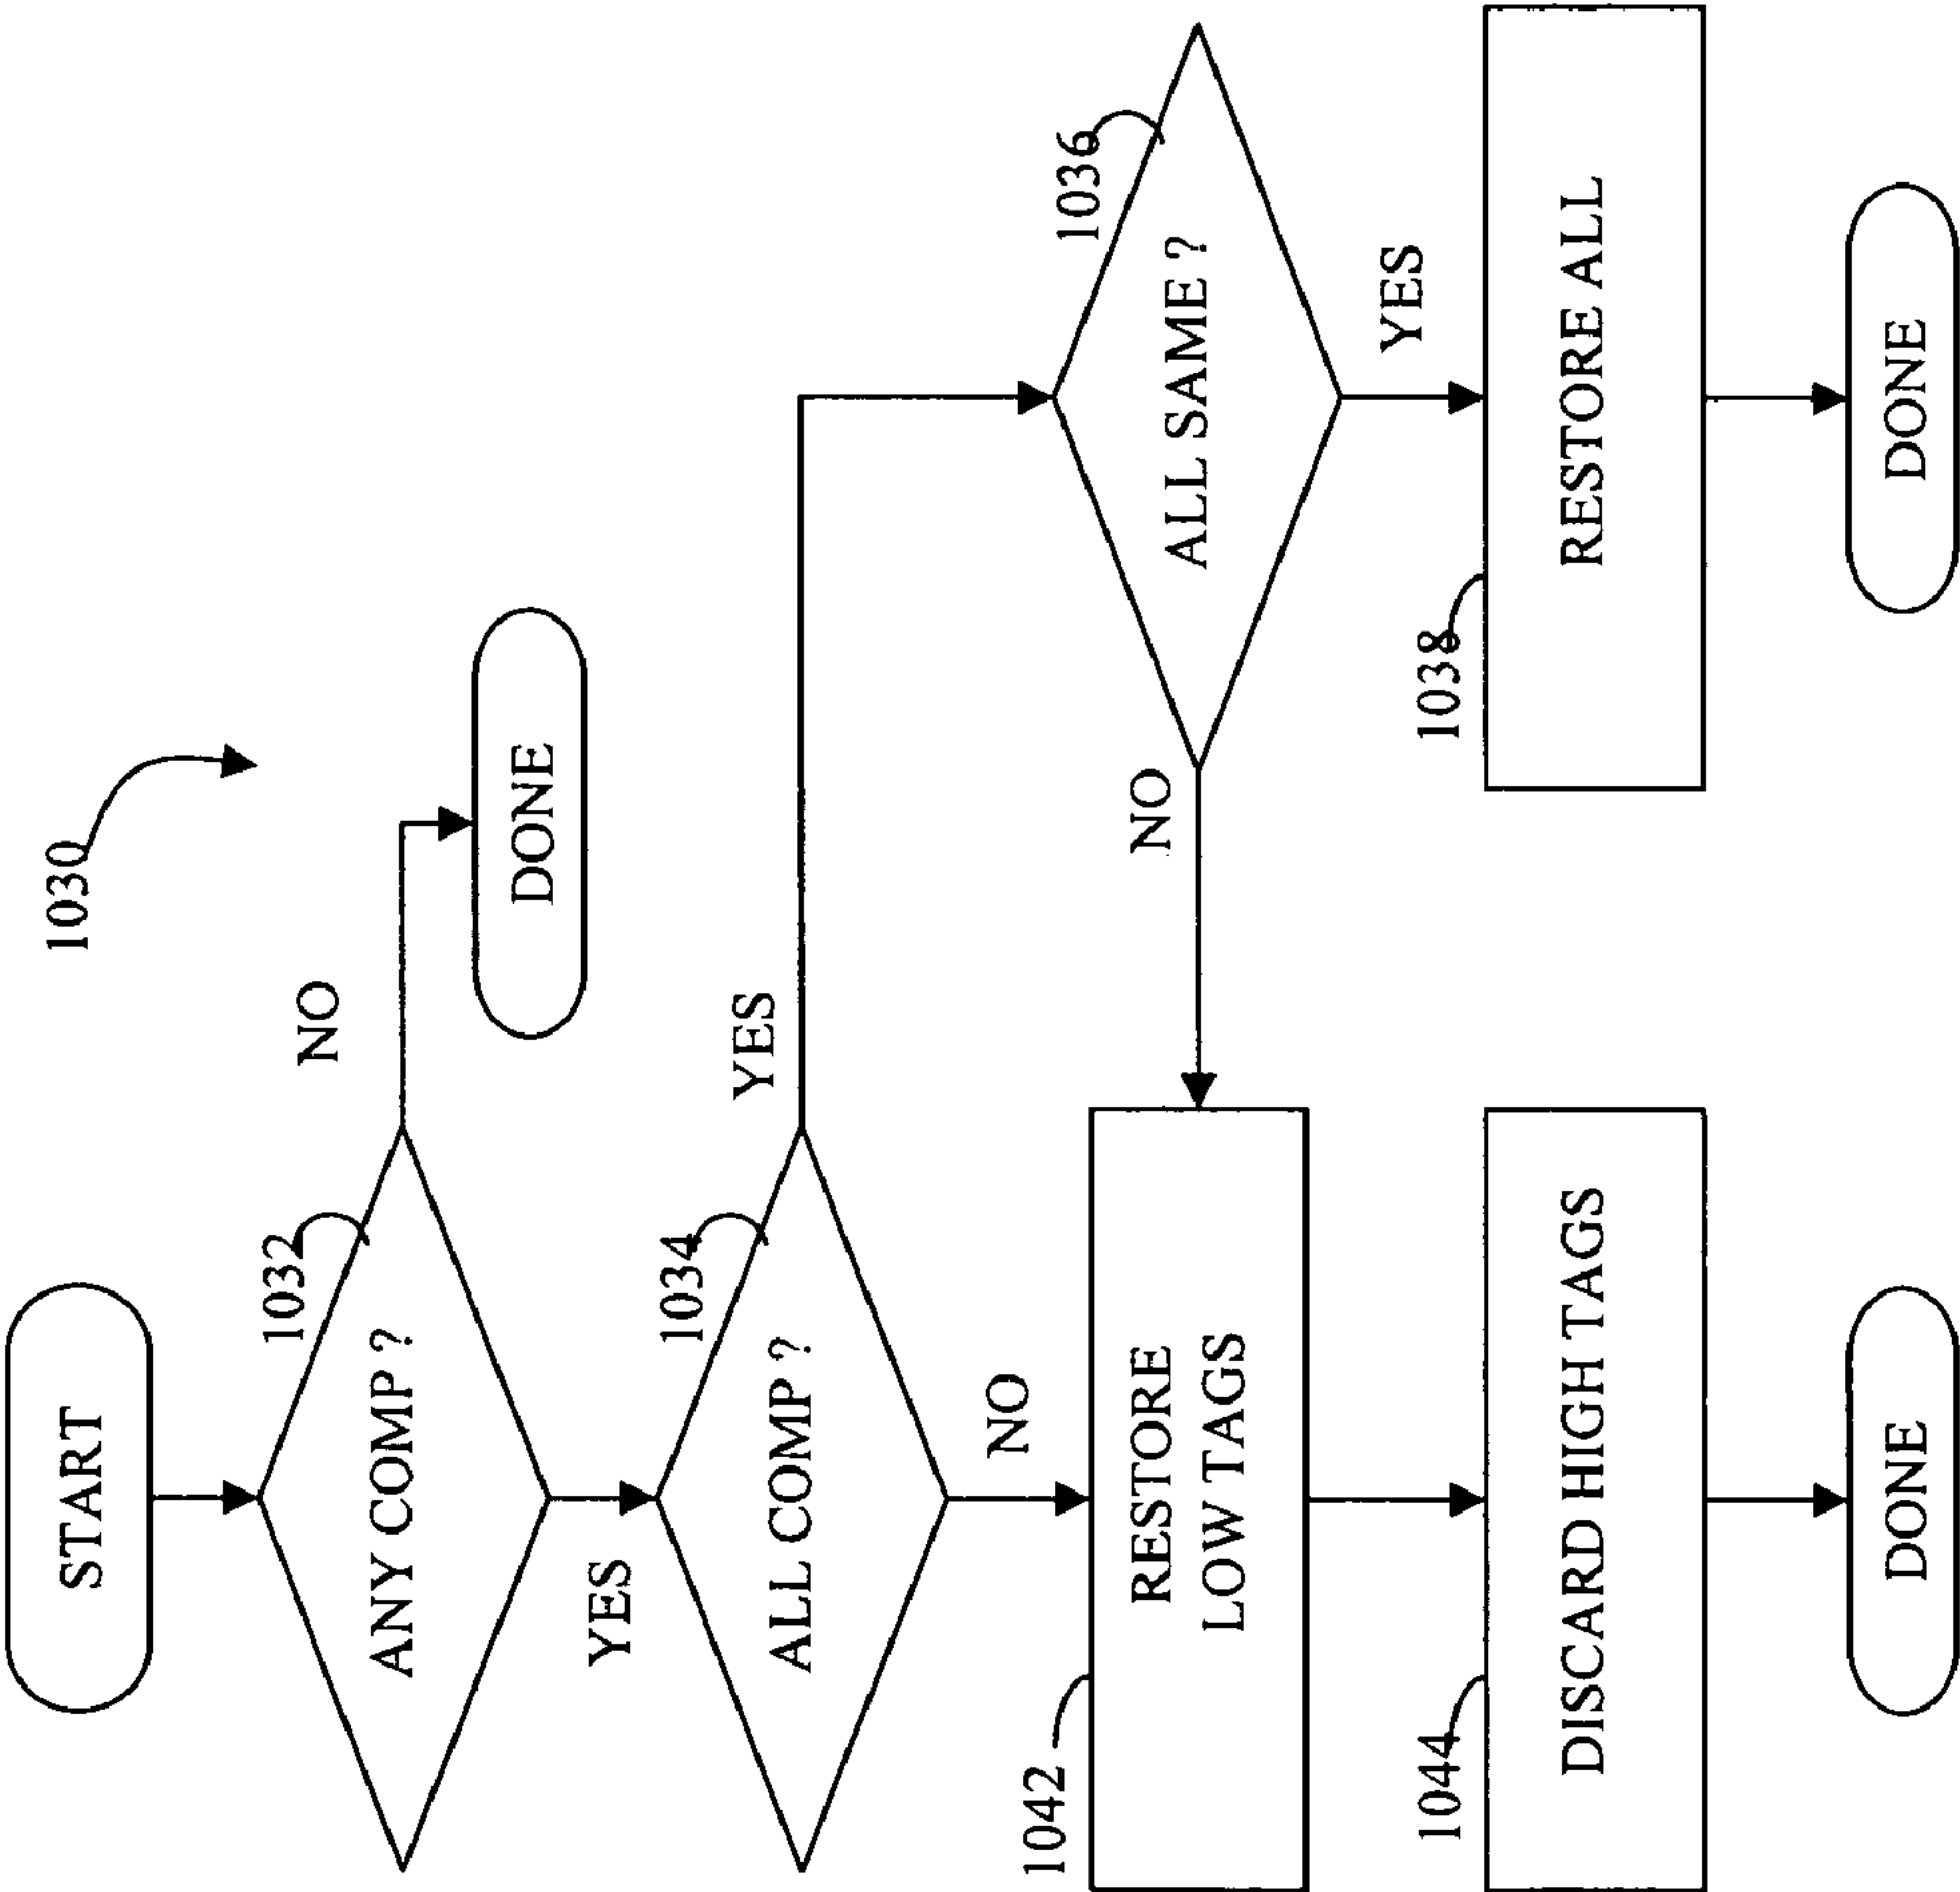 1030
START
1032
ANY COMP ?
NO
DONE
YES
1034
ALL COMP ?
YES
NO
1036
ALL SAME ?
NO
YES
1042
RESTORE
LOW TAGS
1038
RESTORE ALL
1044
DISCARD HIGH TAGS
DONE
DONE